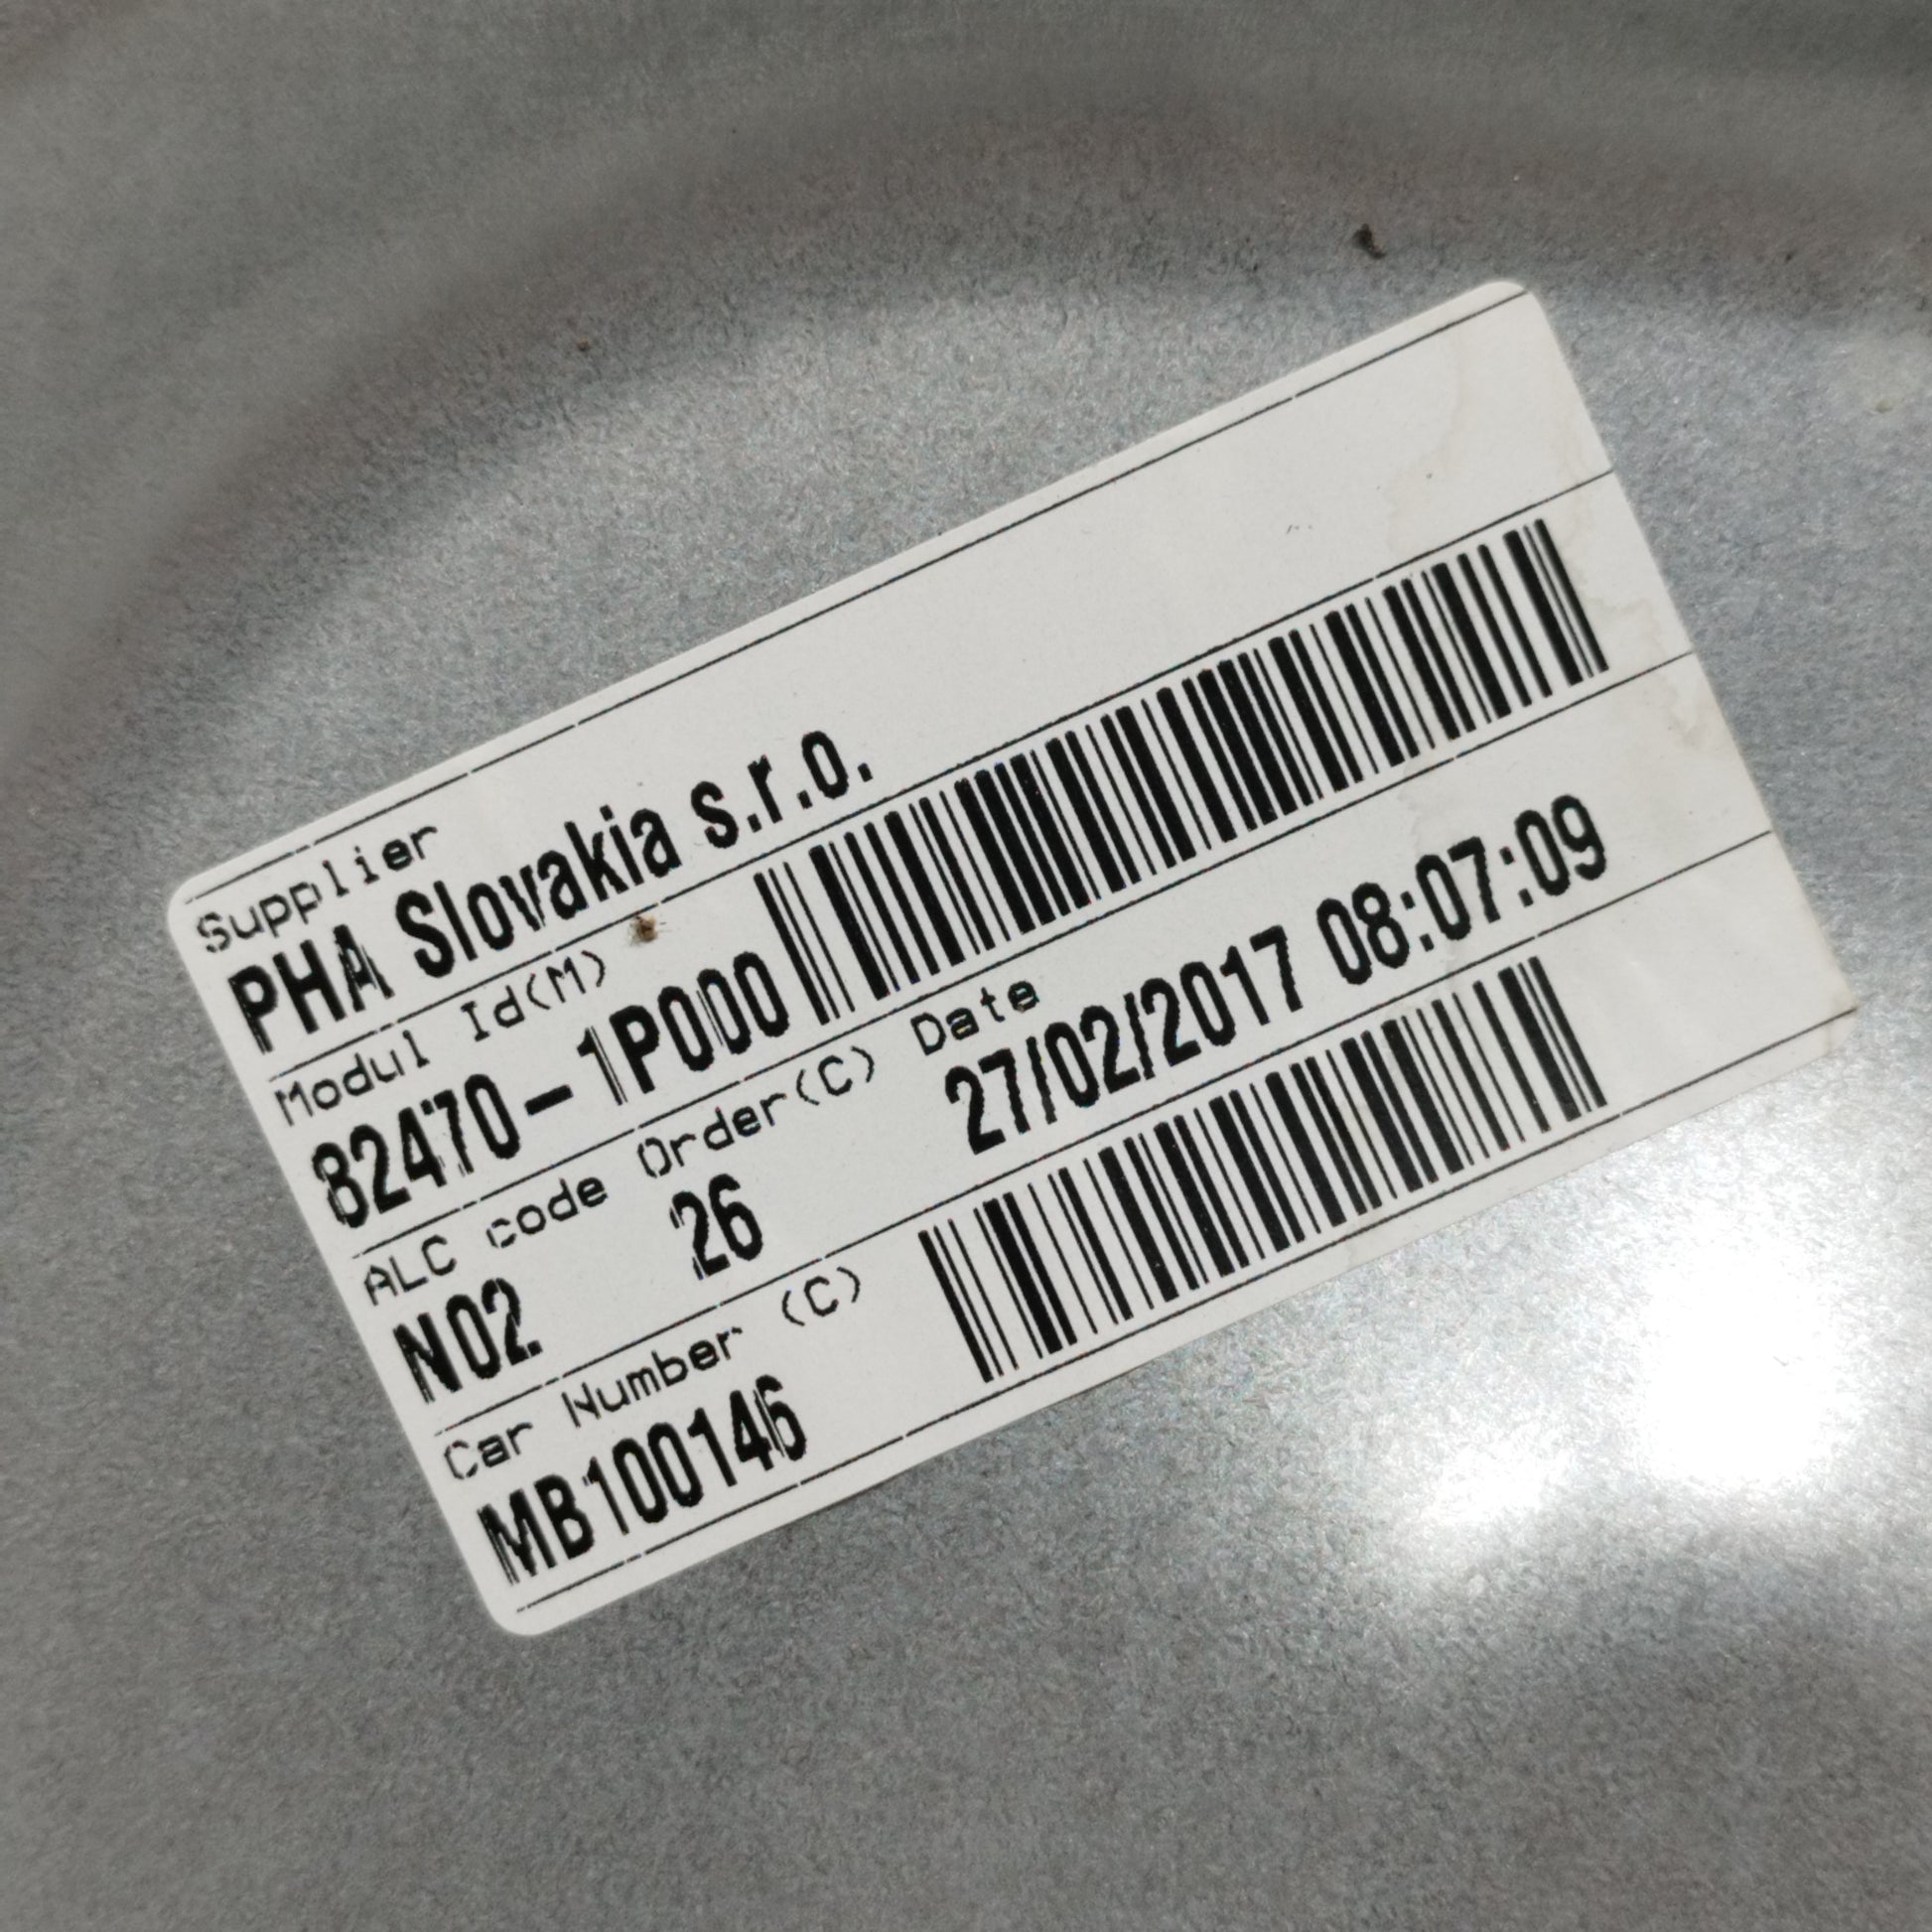 Supplier
PHA Slovakia s.r.o.
Modul Id(M)
82470-1P000
ALC code Order(C) Date
N02 26 27/02/2017 08:07:09
Car Number (C)
MB100146